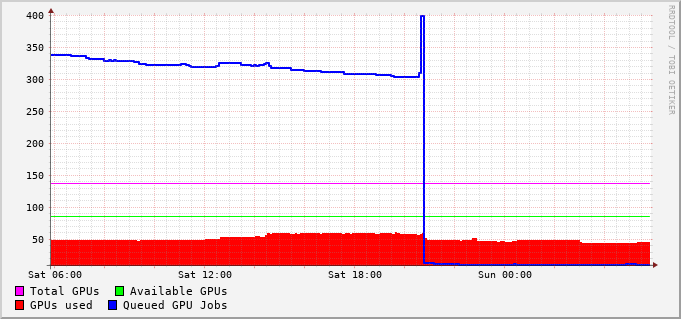 400
350
300
250
200
150
100
50
Sat 06:00 Sat 12:00 Sat 18:00 Sun 00:00
Total GPUs Available GPUs
GPUs used Queued GPU Jobs
RRDTOOL / TOBI OETIKER